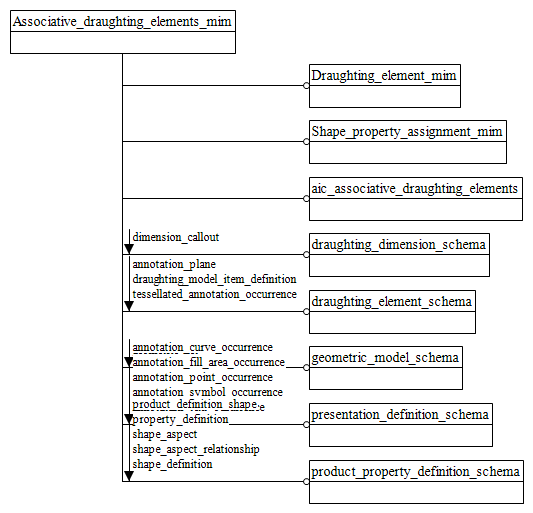 Associative_draughting_elements_mim
Draughting_element_mim
Shape_property_assignment_mim
aic_associative_draughting_elements
dimension_callout
draughting_dimension_schema
annotation_plane
draughting_model_item_definition
tessellated_annotation_occurrence
draughting_element_schema
annotation_curve_occurrence
annotation_fill_area_occurrence
geometric_model_schema
annotation_point_occurrence
annotation_symbol_occurrence
product_definition_shape
property_definition
presentation_definition_schema
shape_aspect
shape_aspect_relationship
shape_definition
product_property_definition_schema